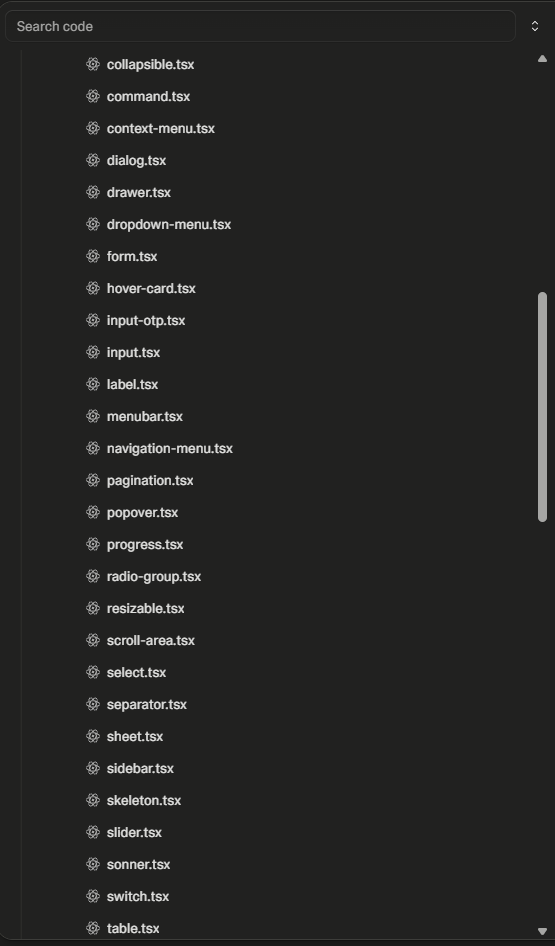 Search code
collapsible.tsx
command.tsx
context-menu.tsx
dialog.tsx
drawer.tsx
dropdown-menu.tsx
form.tsx
hover-card.tsx
input-otp.tsx
input.tsx
label.tsx
menubar.tsx
navigation-menu.tsx
pagination.tsx
popover.tsx
progress.tsx
radio-group.tsx
resizable.tsx
scroll-area.tsx
select.tsx
separator.tsx
sheet.tsx
sidebar.tsx
skeleton.tsx
slider.tsx
sonner.tsx
switch.tsx
table.tsx